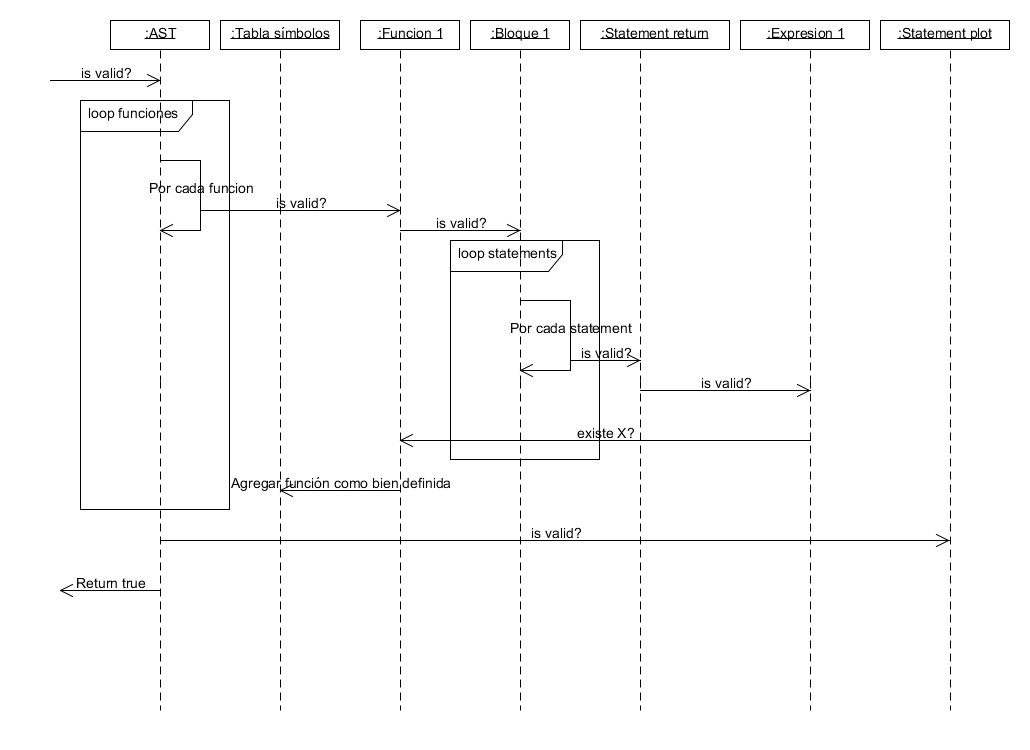 :AST
:Tabla símbolos
:Funcion 1
:Bloque 1
:Statement return
:Expresion 1
:Statement plot
is valid?
loop funciones
Por cada funcion
is valid?
is valid?
loop statements
Por cada statement
is valid?
is valid?
existe X?
Agregar función como bien definida
is valid?
Return true